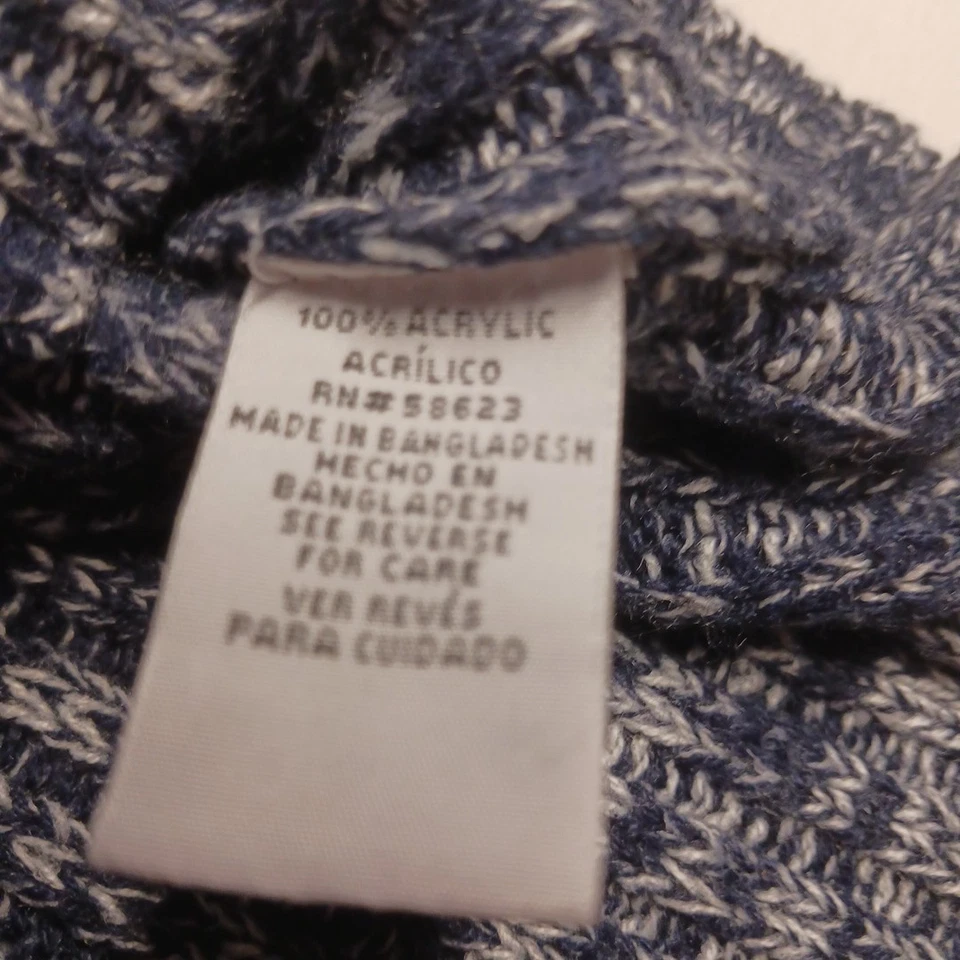 100% ACRYLIC
ACRÍLICO
RN#58623
MADE IN BANGLADESH
HECHO EN
BANGLADESH
SEE REVERSE
FOR CARE
VER REVÉS
PARA CUIDADO